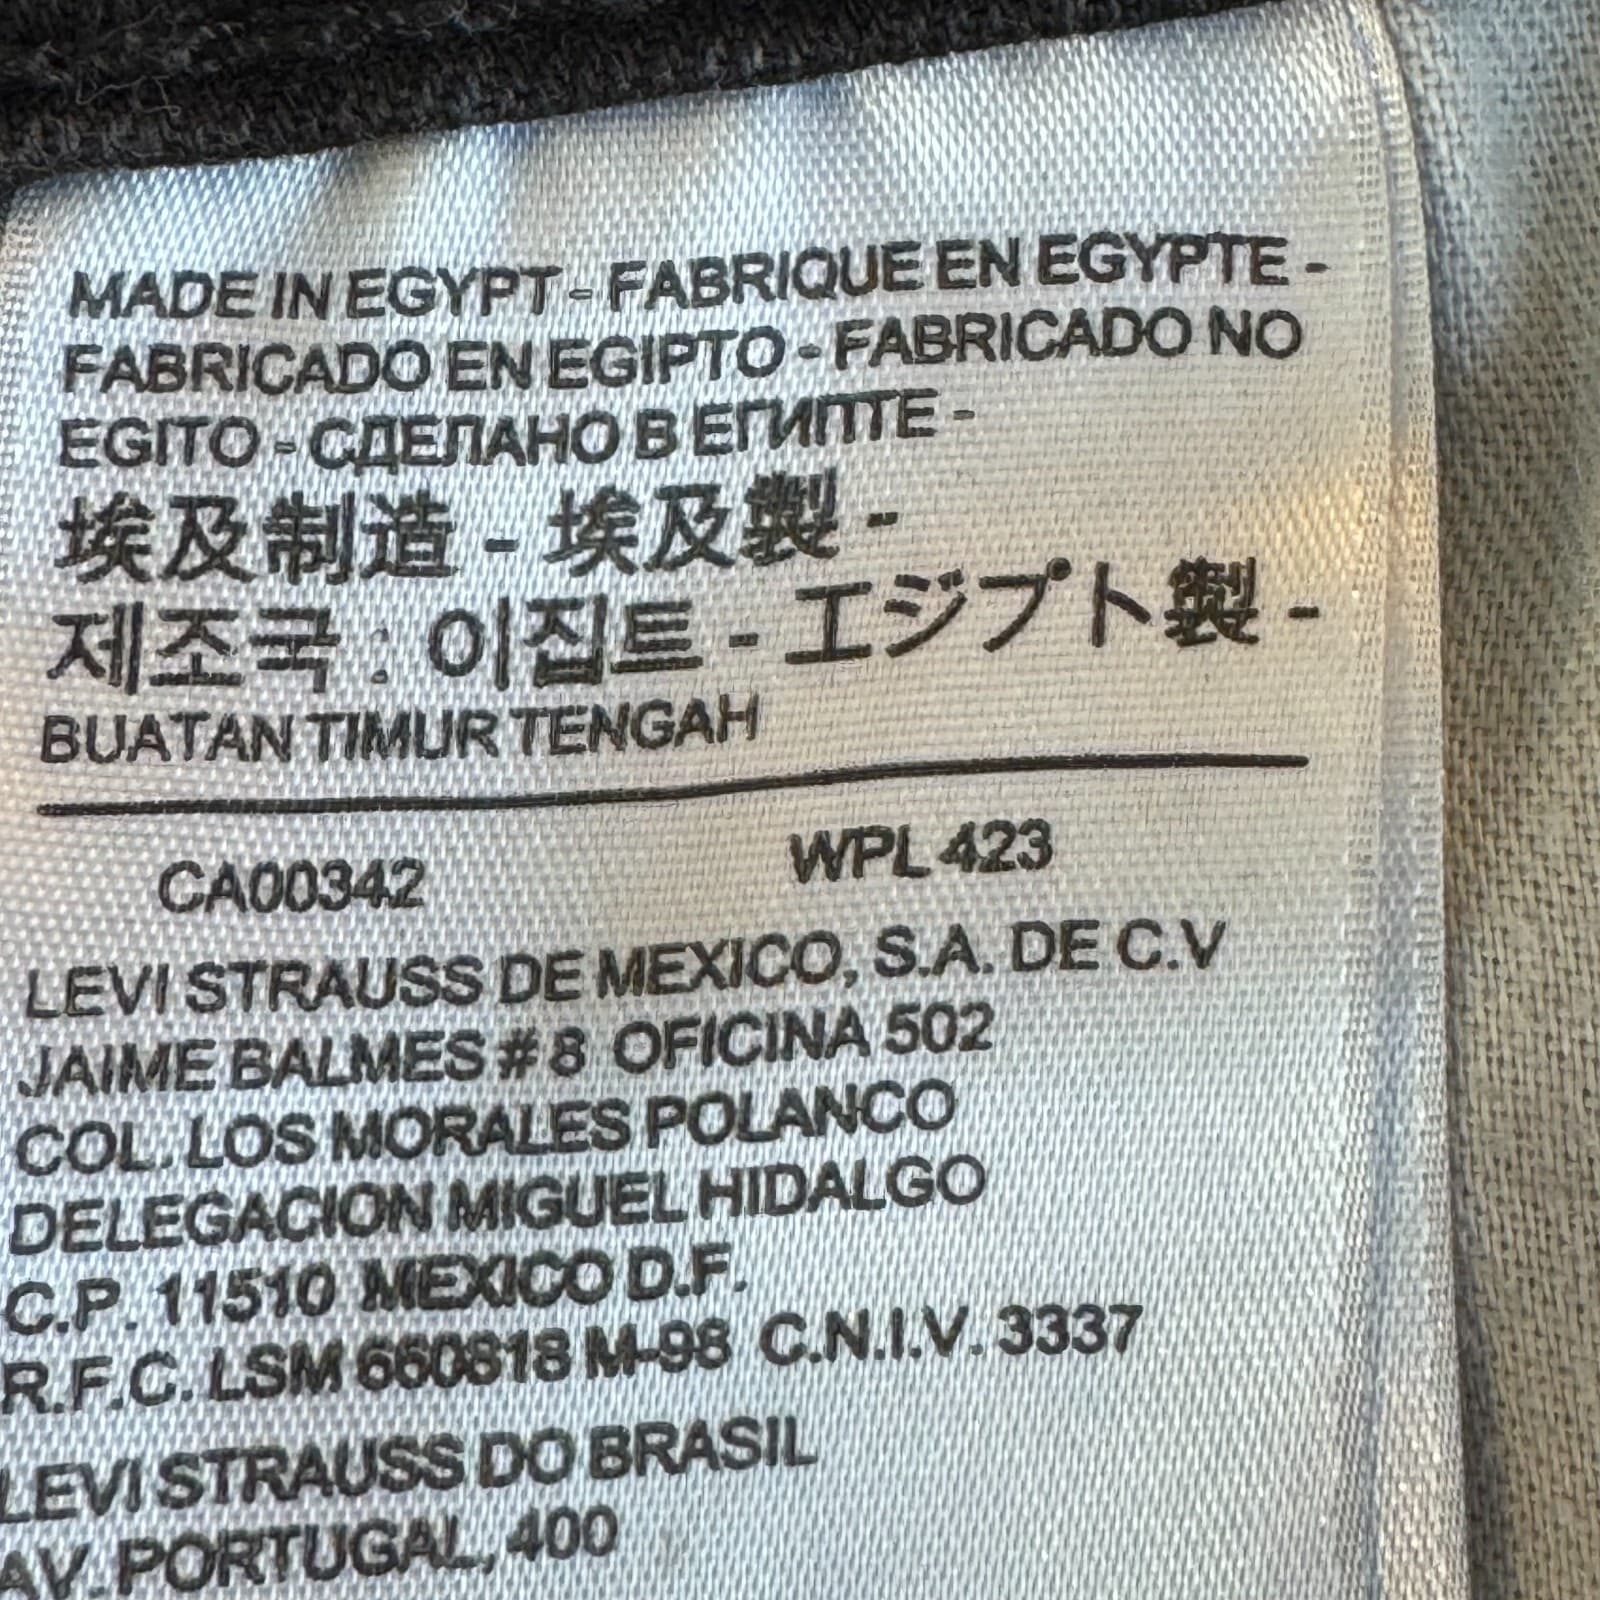 MADE IN EGYPT - FABRIQUE EN EGYPTE -
FABRICADO EN EGIPTO - FABRICADO NO
EGITO - СДЕЛАНО В ЕГИПТЕ -
埃及制造 - 埃及製 -
제조국 : 이집트 - エジプト製 -
BUATAN TIMUR TENGAH
CA00342 WPL 423
LEVI STRAUSS DE MEXICO, S.A. DE C.V
JAIME BALMES # 8 OFICINA 502
COL. LOS MORALES POLANCO
DELEGACION MIGUEL HIDALGO
C.P. 11510 MEXICO D.F.
R.F.C. LSM 660818 M-98 C.N.I.V. 3337
LEVI STRAUSS DO BRASIL
AV. PORTUGAL, 400